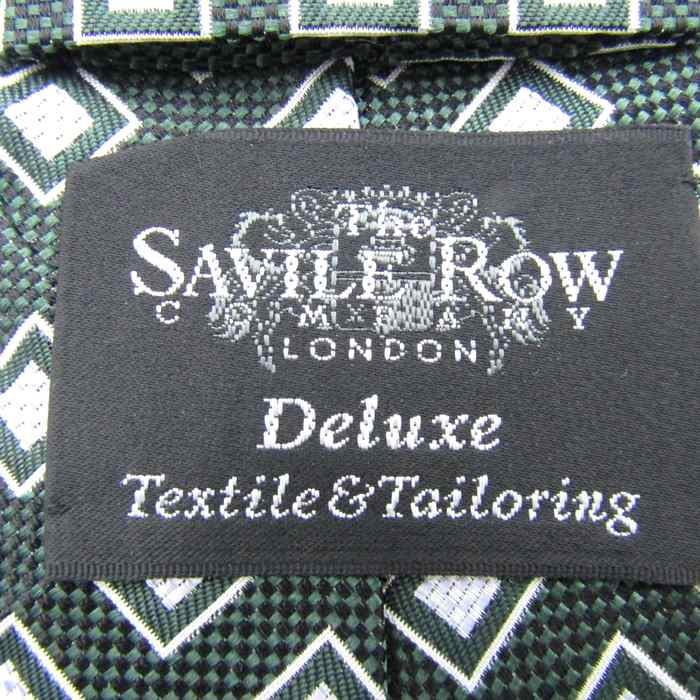 The
SAVILE ROW
COMPANY
LONDON
Deluxe
Textile & Tailoring